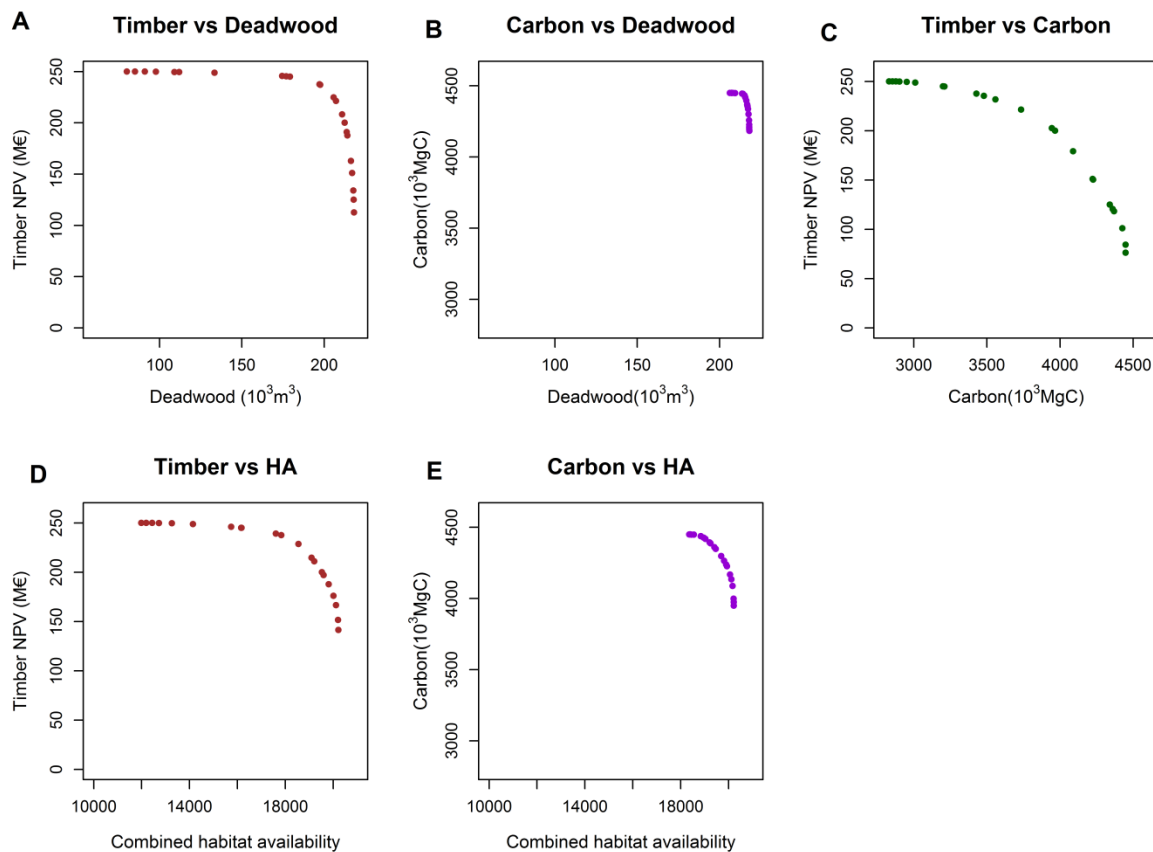 A
Timber vs Deadwood
Timber NPV (M€)
250
200
150
100
50
0
100
150
200
Deadwood (10³m³)
B
Carbon vs Deadwood
Carbon(10³MgC)
4500
4000
3500
3000
100
150
200
Deadwood(10³m³)
C
Timber vs Carbon
Timber NPV (M€)
250
200
150
100
50
0
3000
3500
4000
4500
Carbon(10³MgC)
D
Timber vs HA
Timber NPV (M€)
250
200
150
100
50
0
10000
14000
18000
Combined habitat availability
E
Carbon vs HA
Carbon(10³MgC)
4500
4000
3500
3000
10000
14000
18000
Combined habitat availability